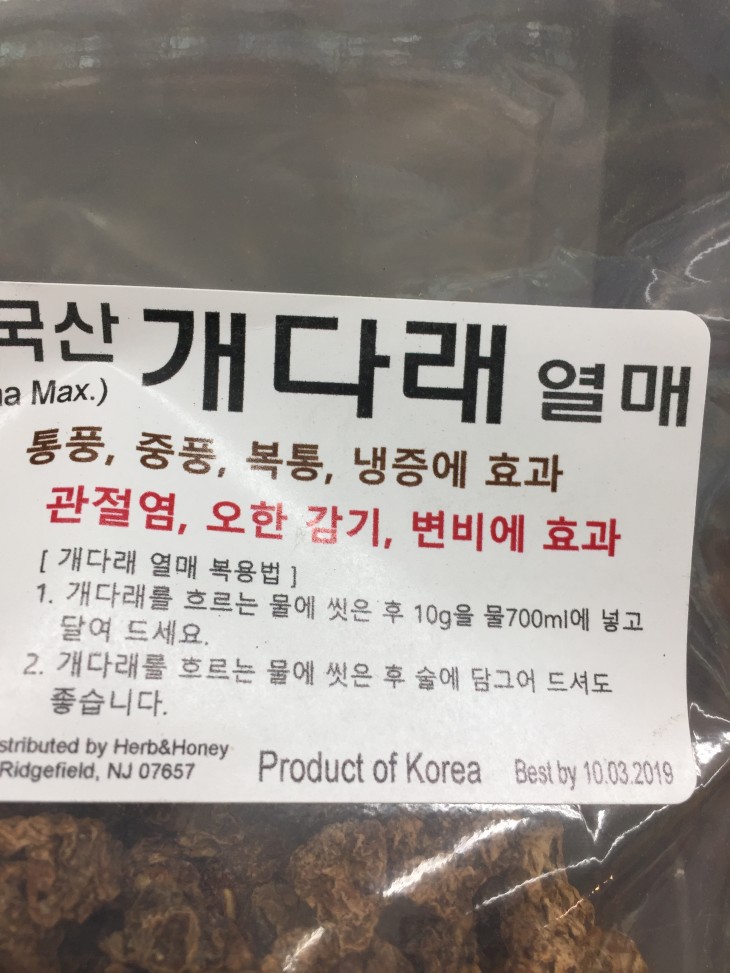 국산 개다래 열매
a Max.)
통풍, 중풍, 복통, 냉증에 효과
관절염, 오한 감기, 변비에 효과
[ 개다래 열매 복용법 ]
1. 개다래를 흐르는 물에 씻은 후 10g을 물700ml에 넣고
달여 드세요.
2. 개다래를 흐르는 물에 씻은 후 술에 담그어 드셔도
좋습니다.
stributed by Herb&Honey
Ridgefield, NJ 07657
Product of Korea
Best by 10.03.2019